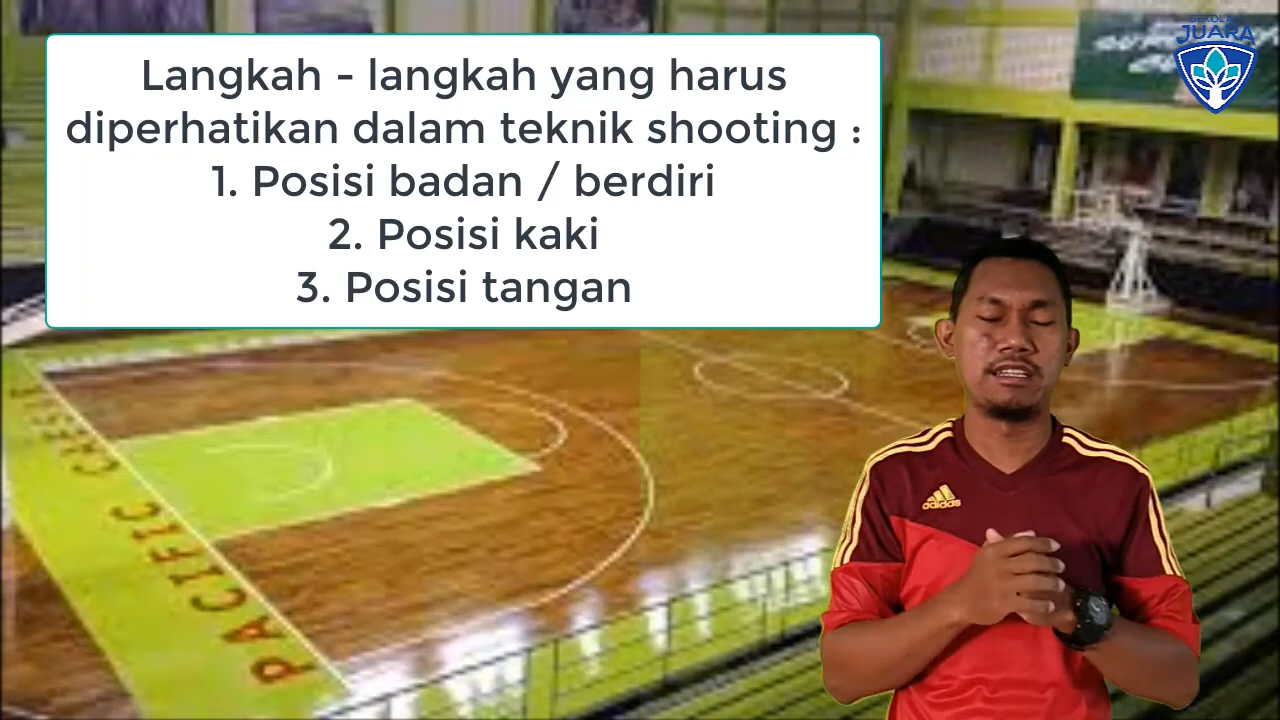 Langkah - langkah yang harus
diperhatikan dalam teknik shooting :
1. Posisi badan / berdiri
2. Posisi kaki
3. Posisi tangan
SEKOLAH
JUARA
adidas
PACIFIC